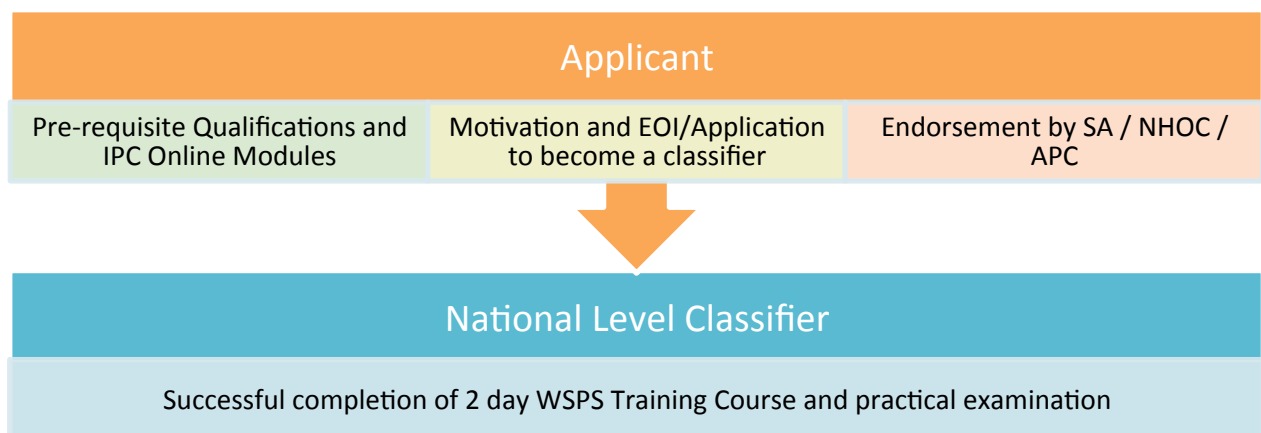 Applicant
Pre-requisite Qualifications and
IPC Online Modules
Motivation and EOI/Application
to become a classifier
Endorsement by SA / NHOC /
APC
National Level Classifier
Successful completion of 2 day WSPS Training Course and practical examination